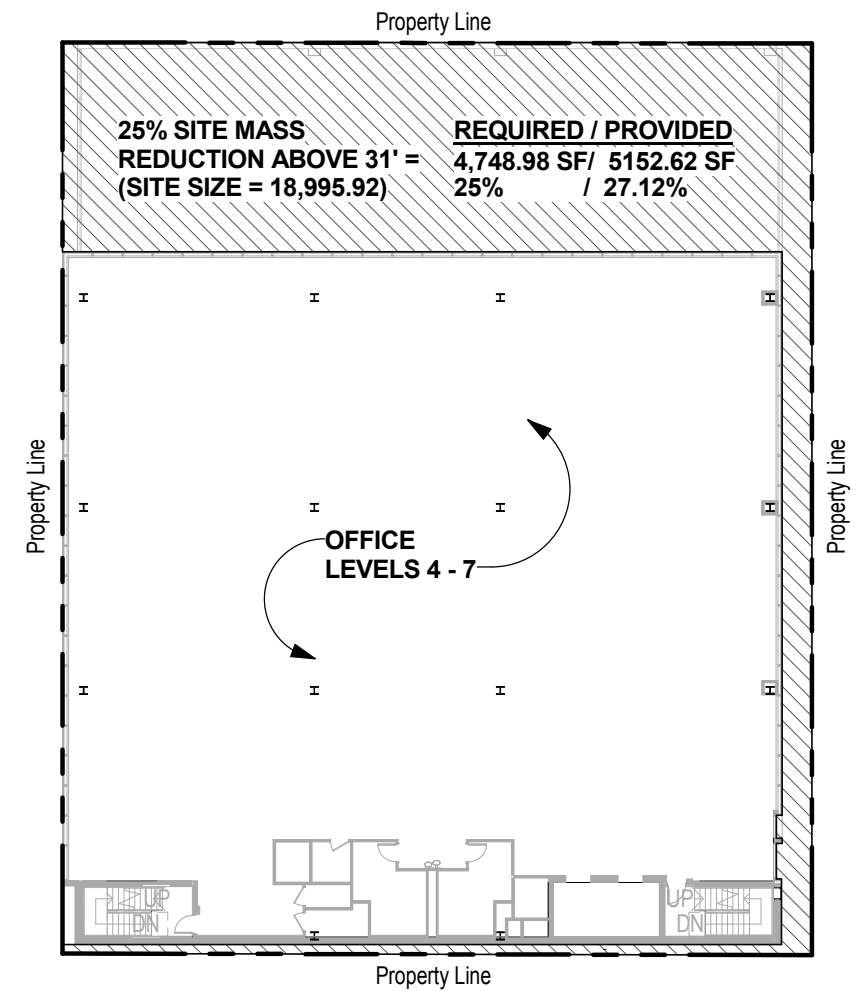 Property Line
25% SITE MASS
REDUCTION ABOVE 31' =
(SITE SIZE = 18,995.92)
REQUIRED / PROVIDED
4,748.98 SF/ 5152.62 SF
25% / 27.12%
Property Line
Property Line
OFFICE
LEVELS 4 - 7
UP
DN
UP
DN
Property Line